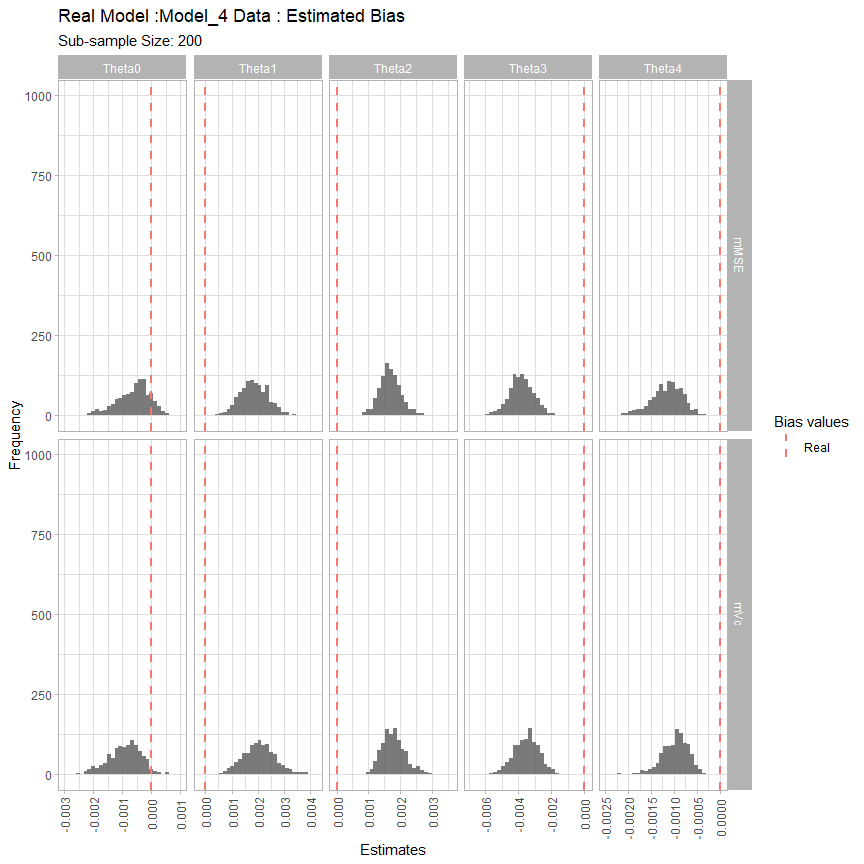 Real Model :Model_4 Data : Estimated Bias
Sub-sample Size: 200
Theta0 Theta1 Theta2 Theta3 Theta4
1000
750
500
250
0
mMSE
Frequency
Bias values
Real
1000
750
500
250
0
mVc
-0.003 -0.002 -0.001 0.000 0.001 0.000 0.001 0.002 0.003 0.004 0.000 0.001 0.002 0.003 -0.006 -0.004 -0.002 0.000 -0.0025 -0.0020 -0.0015 -0.0010 -0.0005 0.0000
Estimates